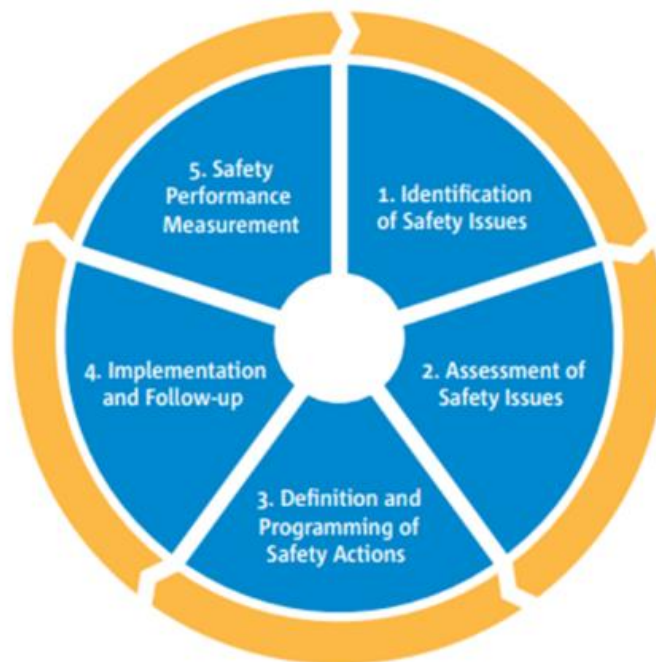 1. Identification
of Safety Issues
2. Assessment of
Safety Issues
3. Definition and
Programming of
Safety Actions
4. Implementation
and Follow-up
5. Safety
Performance
Measurement